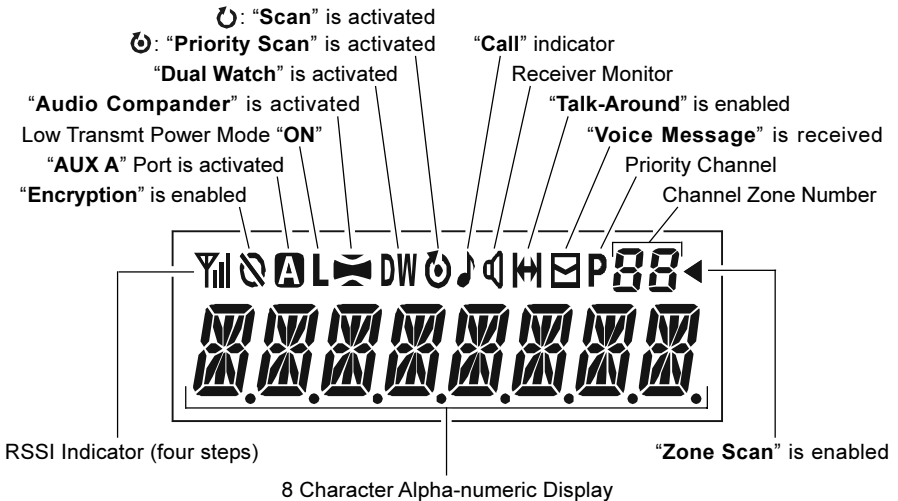 : “Scan” is activated
: “Priority Scan” is activated
“Call” indicator
“Dual Watch” is activated
Receiver Monitor
“Audio Compander” is activated
“Talk-Around” is enabled
Low Transmt Power Mode “ON”
“Voice Message” is received
“AUX A” Port is activated
Priority Channel
“Encryption” is enabled
Channel Zone Number
A L DW P 88
RSSI Indicator (four steps)
“Zone Scan” is enabled
8 Character Alpha-numeric Display